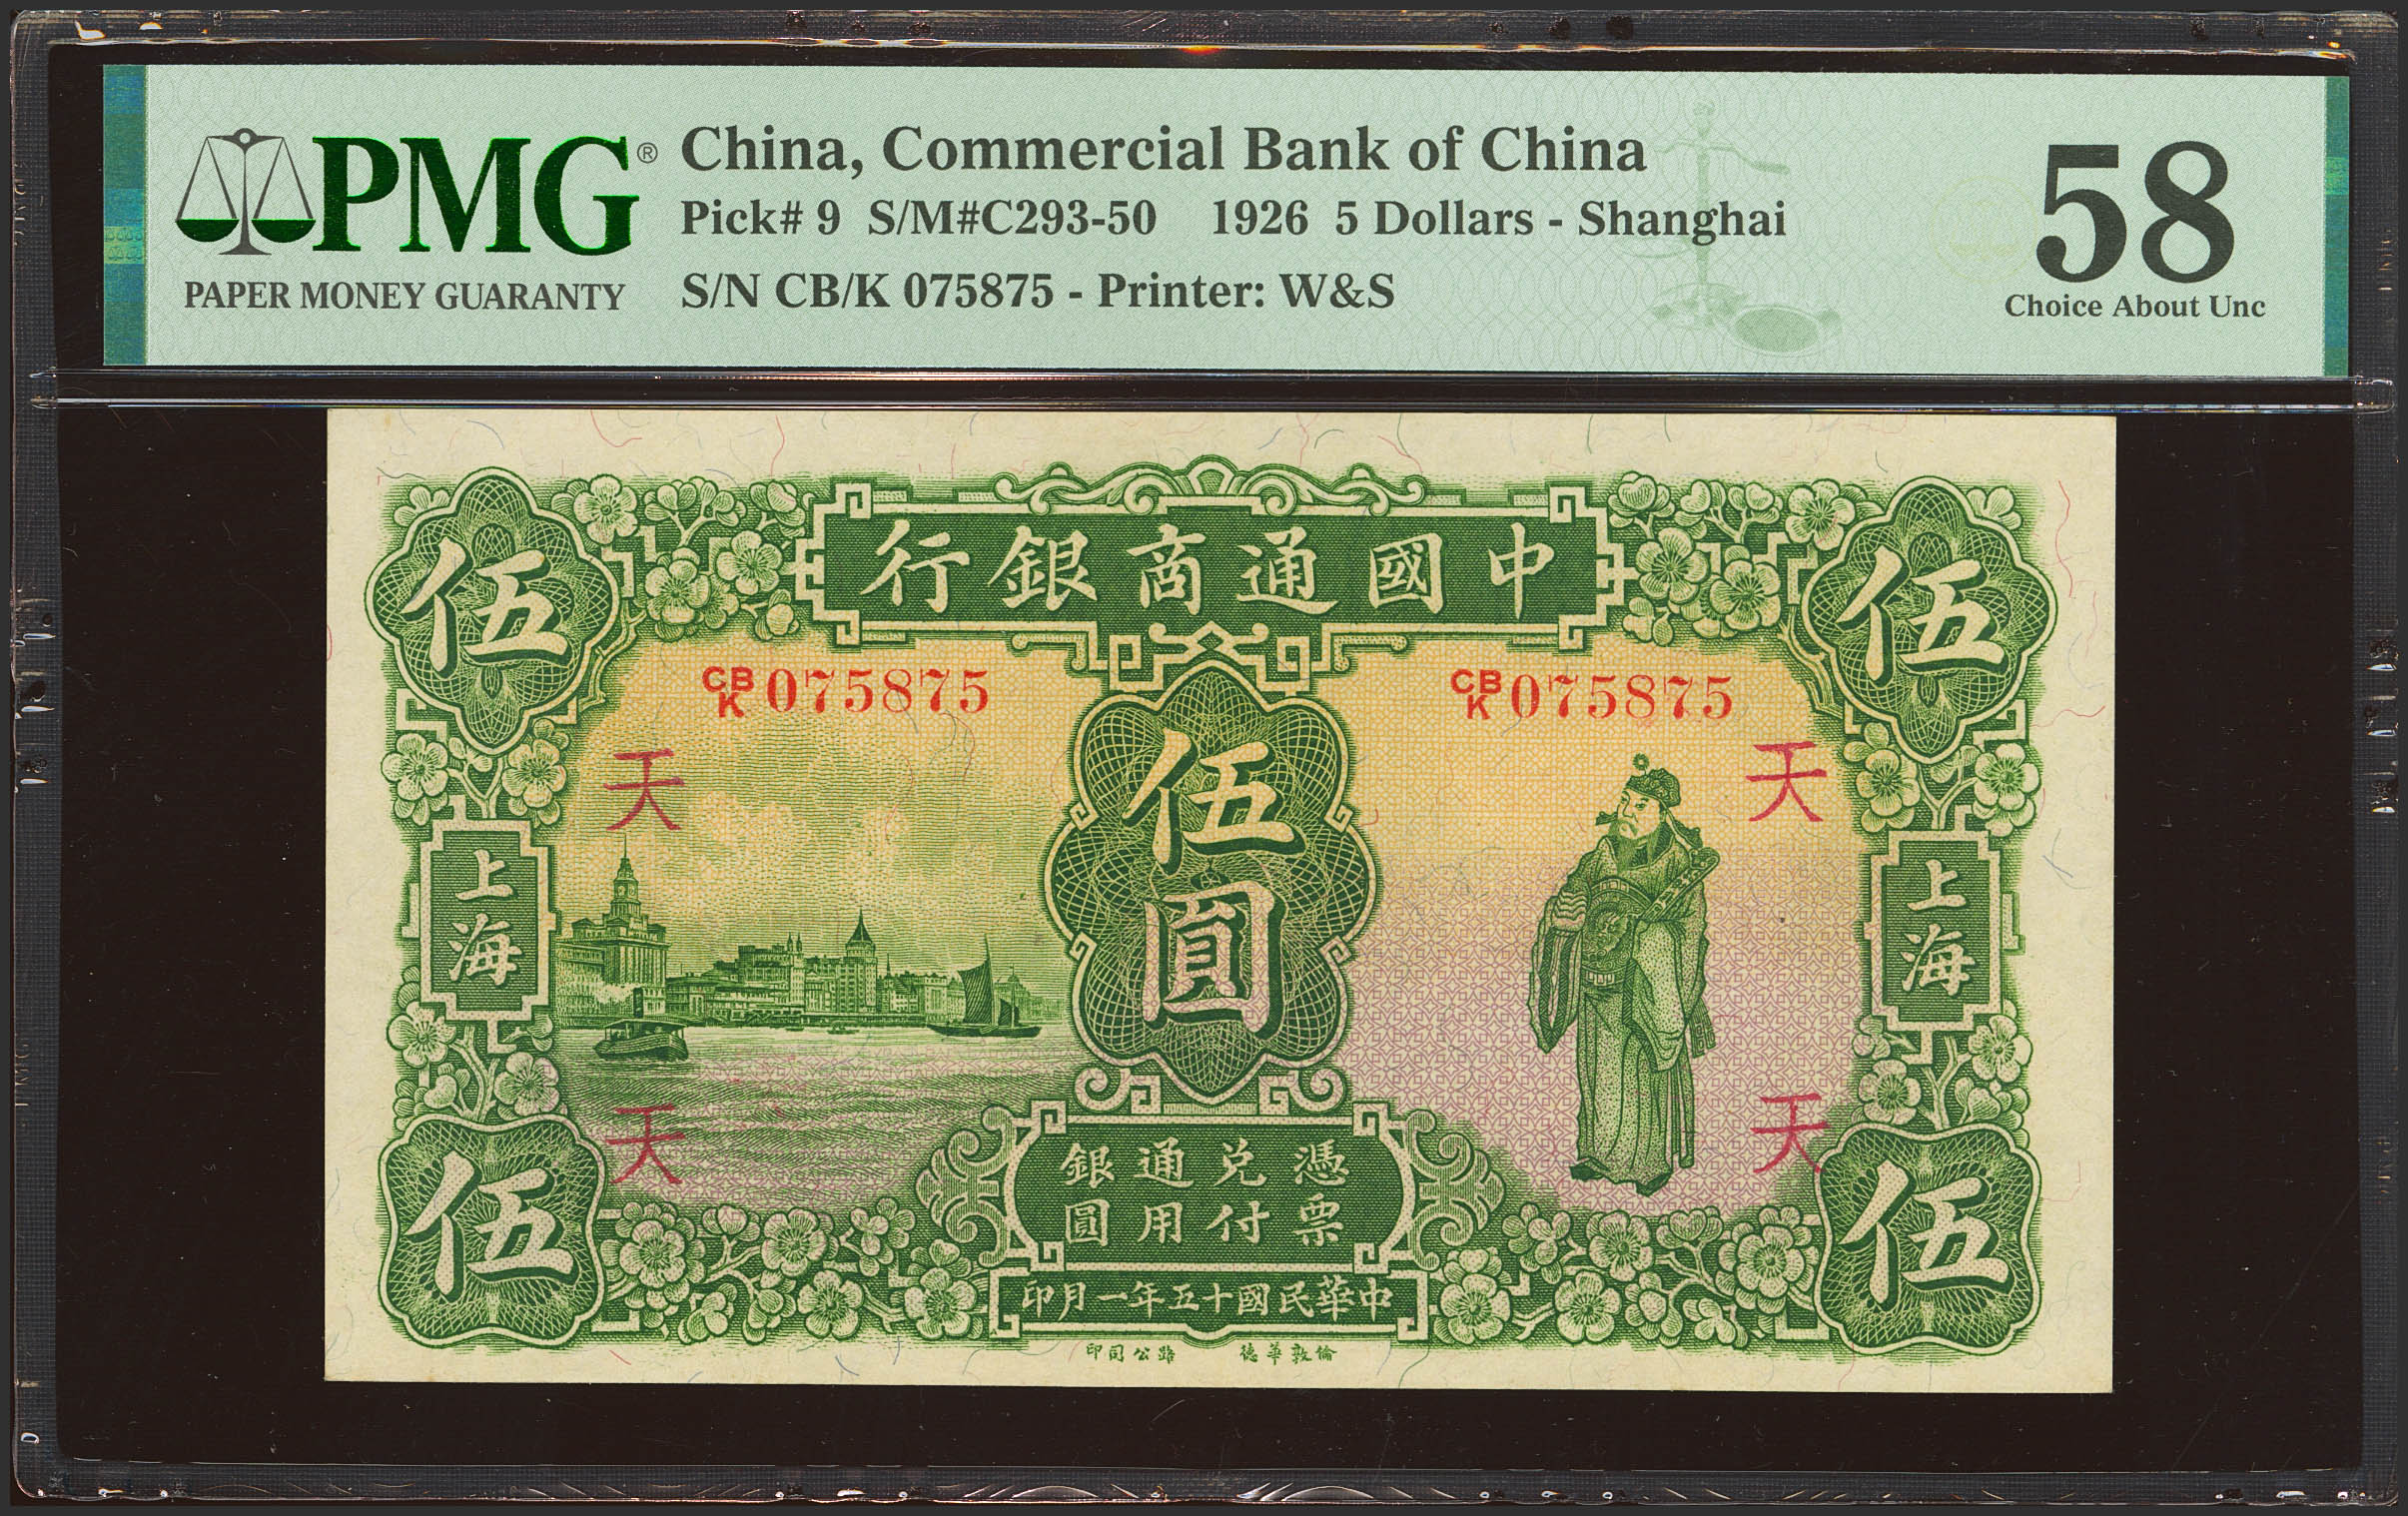 PMG®
PAPER MONEY GUARANTY
China, Commercial Bank of China
Pick# 9 S/M#C293-50 1926 5 Dollars - Shanghai
S/N CB/K 075875 - Printer: W&S
58
Choice About Unc
中國通商銀行
伍
伍
CB/K 075875
CB/K 075875
天
天
伍圓
上海
上海
天
天
憑票
兑付
通用
銀圓
伍
伍
中華民國十五年一月印
倫敦華德路公司印